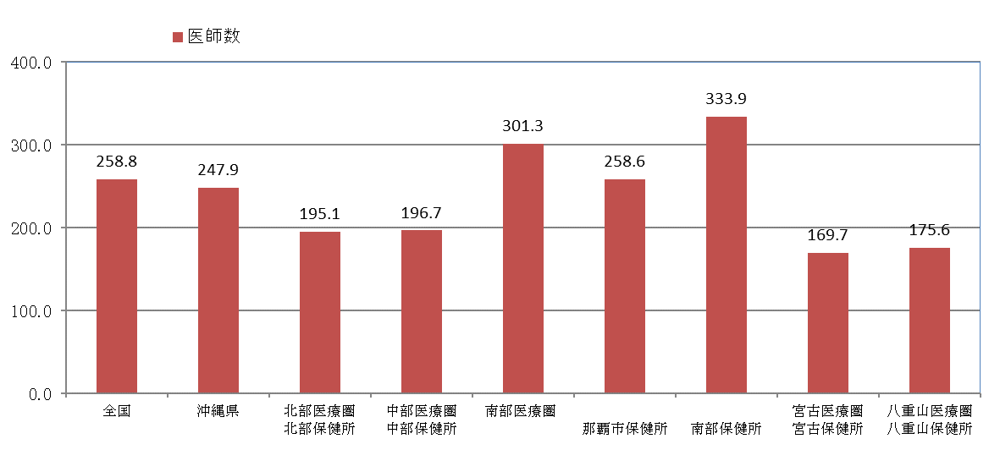 医師数
400.0
300.0
200.0
100.0
0.0
258.8
247.9
195.1
196.7
301.3
258.6
333.9
169.7
175.6
全国
沖縄県
北部医療圏
北部保健所
中部医療圏
中部保健所
南部医療圏
那覇市保健所
南部保健所
宮古医療圏
宮古保健所
八重山医療圏
八重山保健所